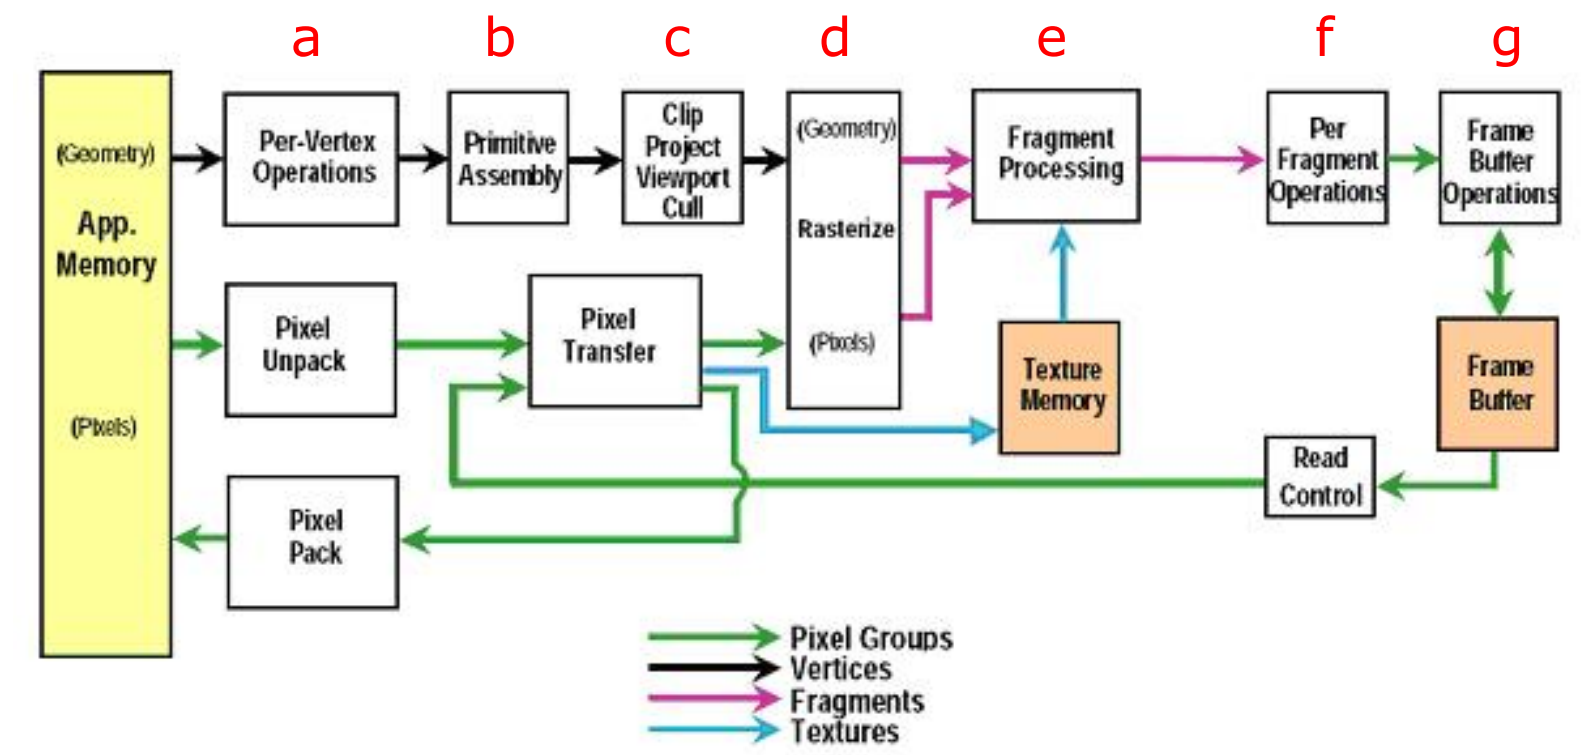 a b c d e f g
(Geometry)
App.
Memory
(Pixels)
Per-Vertex
Operations
Primitive
Assembly
Clip
Project
Viewport
Cull
(Geometry)
Rasterize
(Pixels)
Fragment
Processing
Per
Fragment
Operations
Frame
Buffer
Operations
Pixel
Unpack
Pixel
Transfer
Texture
Memory
Frame
Buffer
Read
Control
Pixel
Pack
Pixel Groups
Vertices
Fragments
Textures